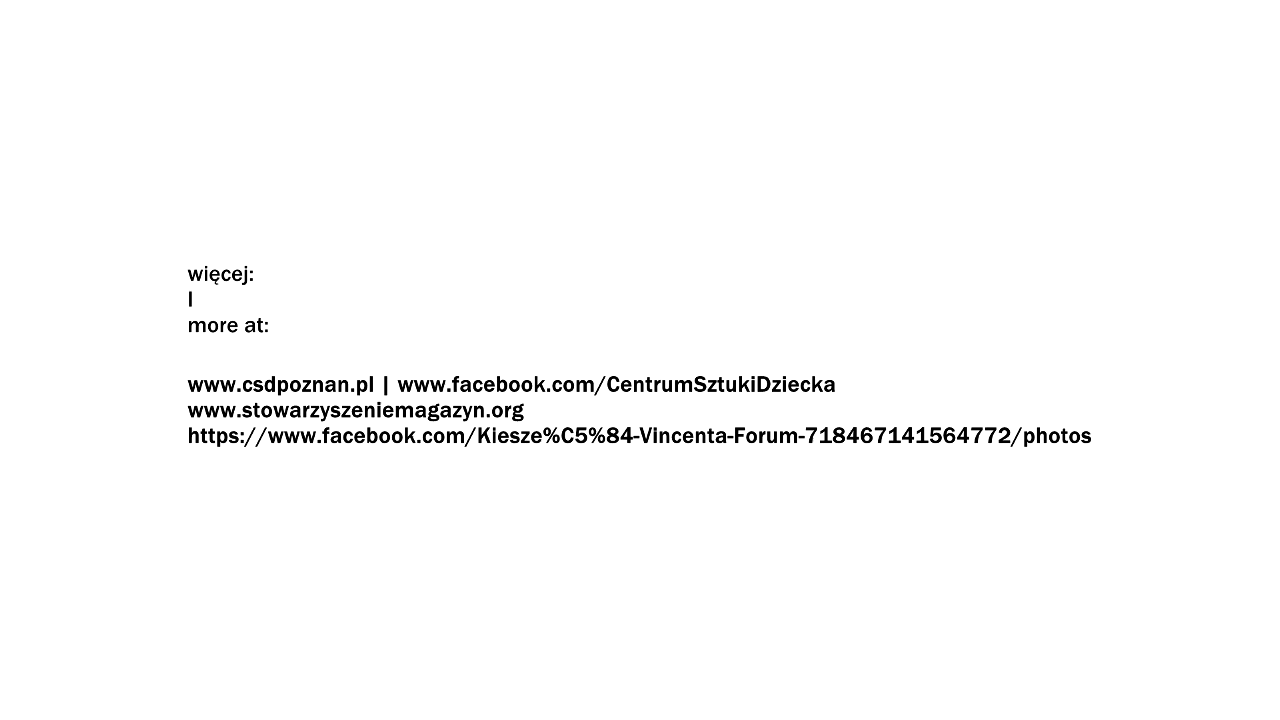 więcej:
|
more at:
www.csdpoznan.pl | www.facebook.com/CentrumSztukiDziecka
www.stowarzyszeniemagazyn.org
https://www.facebook.com/Kiesze%C5%84-Vincenta-Forum-718467141564772/photos